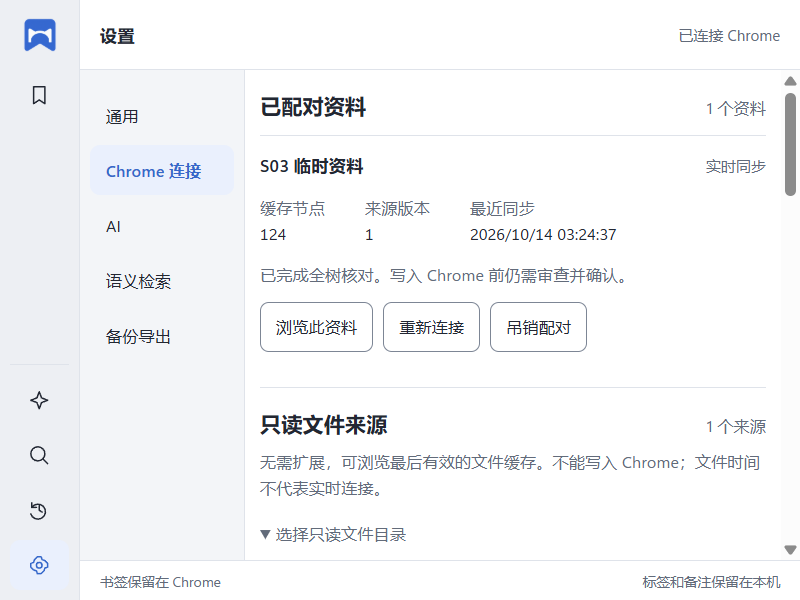 设置
已连接 Chrome
通用
Chrome 连接
AI
语义检索
备份导出
已配对资料
1 个资料
S03 临时资料
实时同步
缓存节点 来源版本 最近同步
124 1 2026/10/14 03:24:37
已完成全树核对。写入 Chrome 前仍需审查并确认。
浏览此资料 重新连接 吊销配对
只读文件来源
1 个来源
无需扩展，可浏览最后有效的文件缓存。不能写入 Chrome；文件时间
不代表实时连接。
▼ 选择只读文件目录
书签保留在 Chrome
标签和备注保留在本机